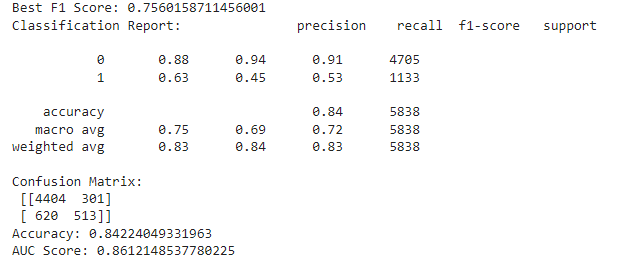 Best F1 Score: 0.7560158711456001
Classification Report:               precision    recall  f1-score   support

           0       0.88      0.94      0.91      4705
           1       0.63      0.45      0.53      1133

    accuracy                           0.84      5838
   macro avg       0.75      0.69      0.72      5838
weighted avg       0.83      0.84      0.83      5838

Confusion Matrix:
 [[4404  301]
 [ 620  513]]
Accuracy: 0.84224049331963
AUC Score: 0.8612148537780225